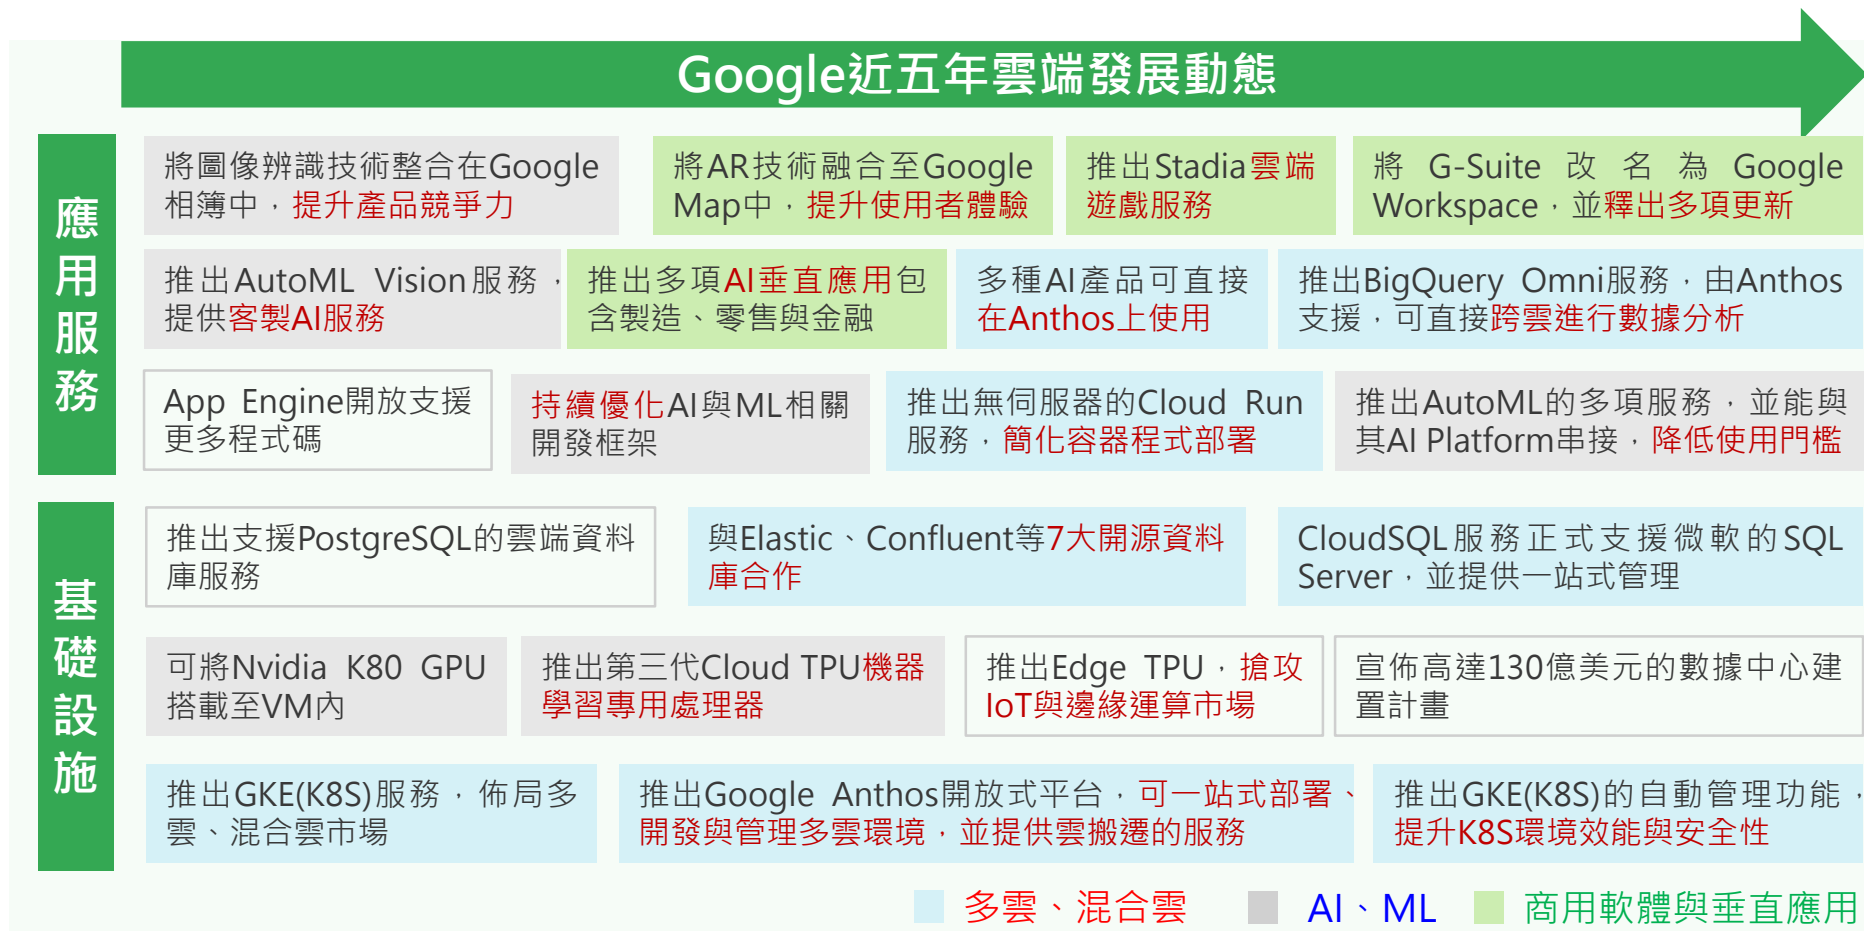 Google近五年雲端發展動態
應用服務
將圖像辨識技術整合在Google
相簿中，提升產品競爭力
將AR技術融合至Google
Map中，提升使用者體驗
推出Stadia雲端
遊戲服務
將 G-Suite 改名為 Google
Workspace，並釋出多項更新
推出AutoML Vision服務，
提供客製AI服務
推出多項AI垂直應用包
含製造、零售與金融
多種AI產品可直接
在Anthos上使用
推出BigQuery Omni服務，由Anthos
支援，可直接跨雲進行數據分析
App Engine開放支援
更多程式碼
持續優化AI與ML相關
開發框架
推出無伺服器的Cloud Run
服務，簡化容器程式部署
推出AutoML的多項服務，並能與
其AI Platform串接，降低使用門檻
基礎設施
推出支援PostgreSQL的雲端資料
庫服務
與Elastic、Confluent等7大開源資料
庫合作
CloudSQL服務正式支援微軟的SQL
Server，並提供一站式管理
可將Nvidia K80 GPU
搭載至VM內
推出第三代Cloud TPU機器
學習專用處理器
推出Edge TPU，搶攻
IoT與邊緣運算市場
宣佈高達130億美元的數據中心建
置計畫
推出GKE(K8S)服務，佈局多
雲、混合雲市場
推出Google Anthos開放式平台，可一站式部署、
開發與管理多雲環境，並提供雲搬遷的服務
推出GKE(K8S)的自動管理功能，
提升K8S環境效能與安全性
多雲、混合雲
AI、ML
商用軟體與垂直應用